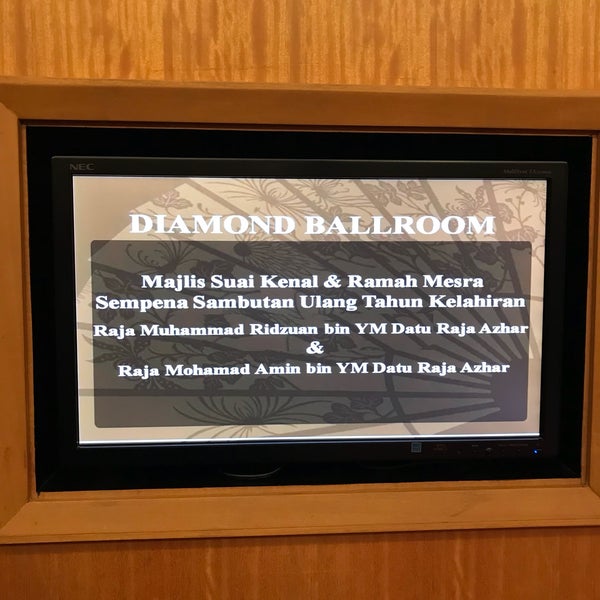 NEC
MultiSync
DIAMOND BALLROOM
Majlis Suai Kenal & Ramah Mesra
Sempena Sambutan Ulang Tahun Kelahiran
Raja Muhammad Ridzuan bin YM Datu Raja Azhar
&
Raja Mohamad Amin bin YM Datu Raja Azhar